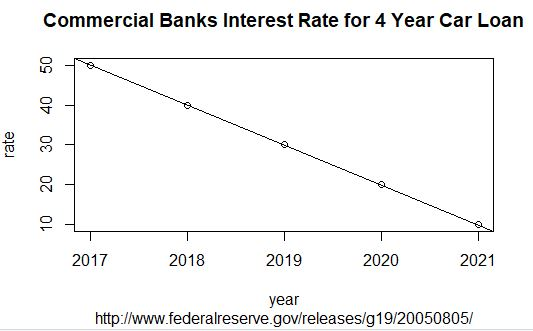 Commercial Banks Interest Rate for 4 Year Car Loan
rate
50
40
30
20
10
2017 2018 2019 2020 2021
year
http://www.federalreserve.gov/releases/g19/20050805/